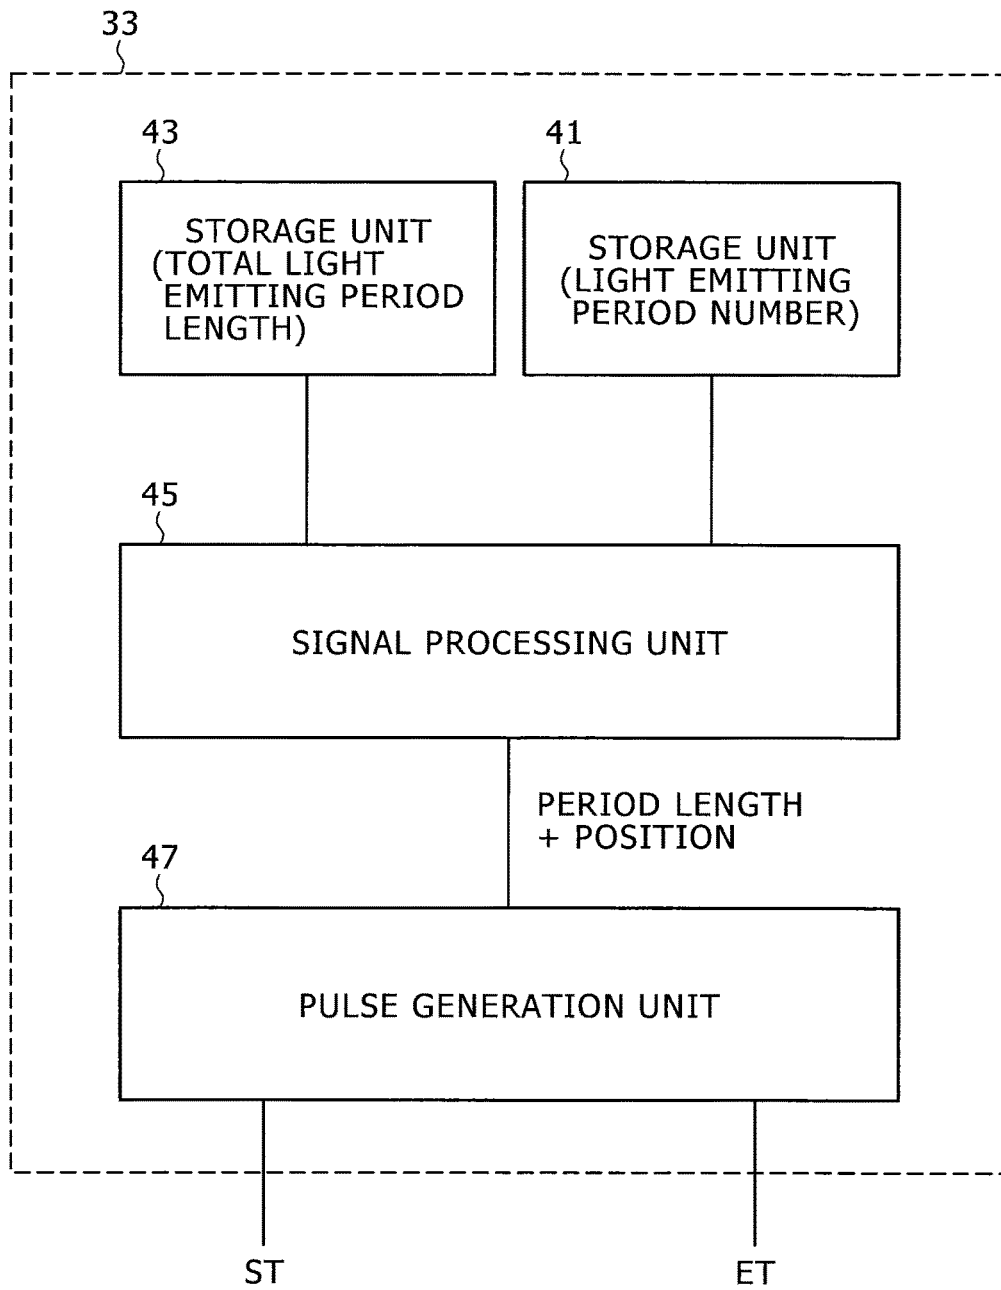 33
43
STORAGE UNIT
(TOTAL LIGHT
EMITTING PERIOD
LENGTH)
41
STORAGE UNIT
(LIGHT EMITTING
PERIOD NUMBER)
45
SIGNAL PROCESSING UNIT
PERIOD LENGTH
+ POSITION
47
PULSE GENERATION UNIT
ST
ET